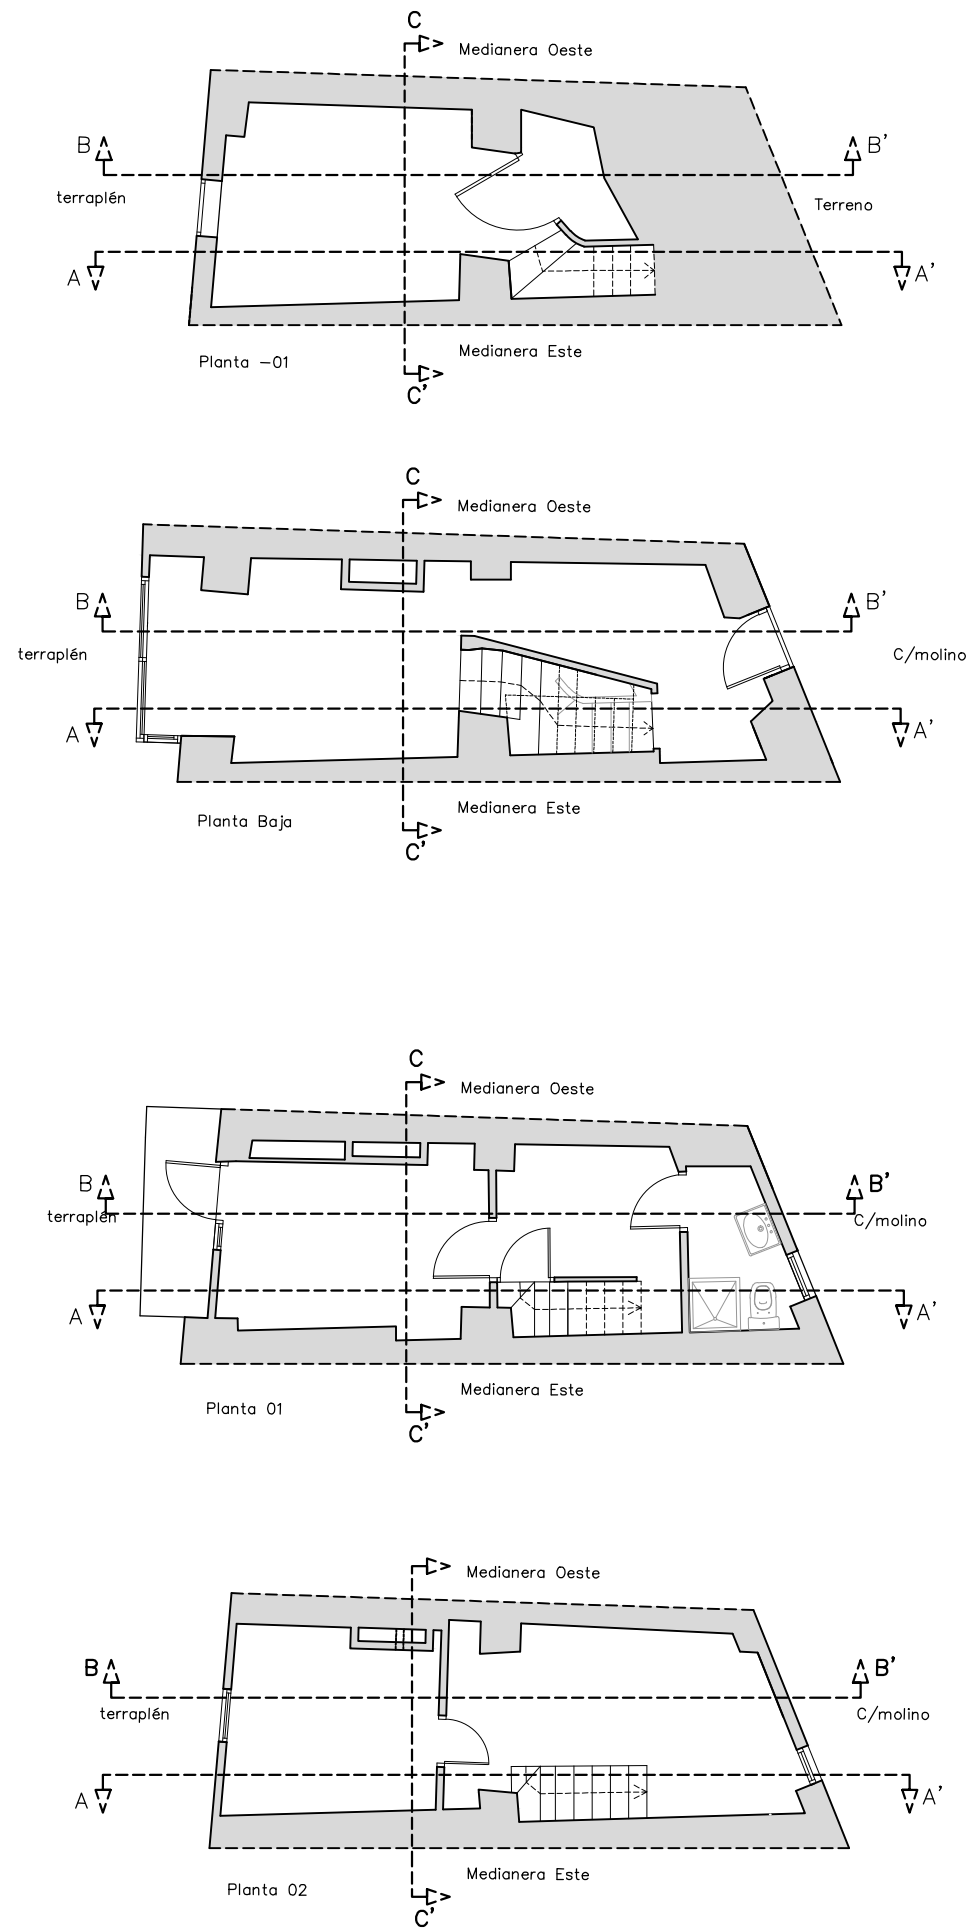 C
Medianera Oeste
B
B'
terraplén
Terreno
A
A'
Medianera Este
Planta -01
C'
C
Medianera Oeste
B
B'
terraplén
C/molino
A
A'
Medianera Este
Planta Baja
C'
C
Medianera Oeste
B
B'
terraplén
C/molino
A
A'
Medianera Este
Planta 01
C'
Medianera Oeste
B
B'
terraplén
C/molino
A
A'
Medianera Este
Planta 02
C'